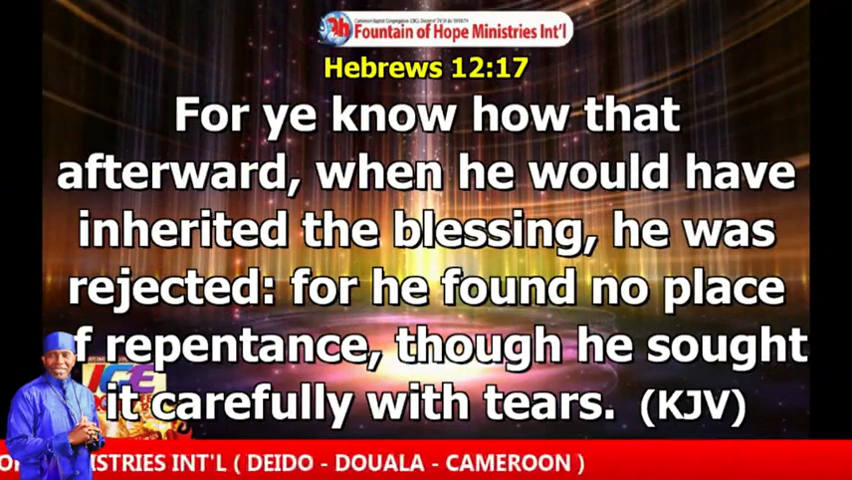 Fountain of Hope Ministries Int'l
Hebrews 12:17
For ye know how that
afterward, when he would have
inherited the blessing, he was
rejected: for he found no place
f repentance, though he sought
it carefully with tears. (KJV)
ICE
ISTRIES INT'L ( DEIDO - DOUALA - CAMEROON )